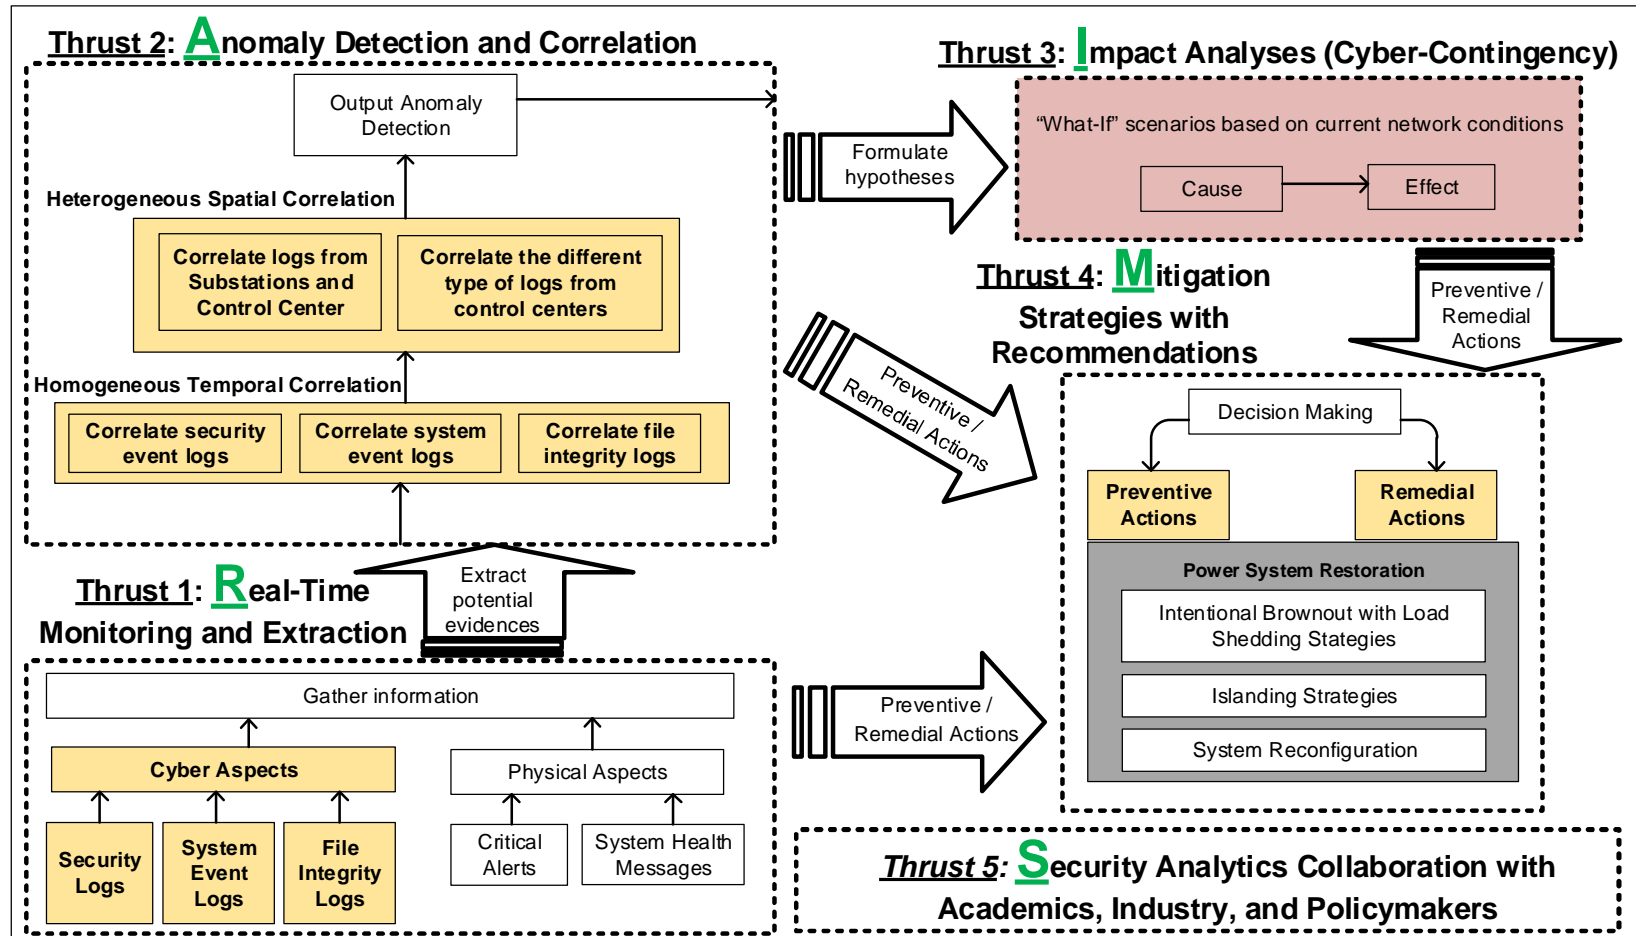 Thrust 2: Anomaly Detection and Correlation
Output Anomaly
Detection
Heterogeneous Spatial Correlation
Correlate logs from
Substations and
Control Center
Correlate the different
type of logs from
control centers
Homogeneous Temporal Correlation
Correlate security
event logs
Correlate system
event logs
Correlate file
integrity logs
Thrust 1: Real-Time
Monitoring and Extraction
Extract
potential
evidences
Gather information
Cyber Aspects
Physical Aspects
Security
Logs
System
Event
Logs
File
Integrity
Logs
Critical
Alerts
System Health
Messages
Formulate
hypotheses
Preventive /
Remedial Actions
Preventive /
Remedial Actions
Thrust 3: Impact Analyses (Cyber-Contingency)
“What-If” scenarios based on current network conditions
Cause
Effect
Thrust 4: Mitigation
Strategies with
Recommendations
Preventive /
Remedial
Actions
Decision Making
Preventive
Actions
Remedial
Actions
Power System Restoration
Intentional Brownout with Load
Shedding Stategies
Islanding Strategies
System Reconfiguration
Thrust 5: Security Analytics Collaboration with
Academics, Industry, and Policymakers